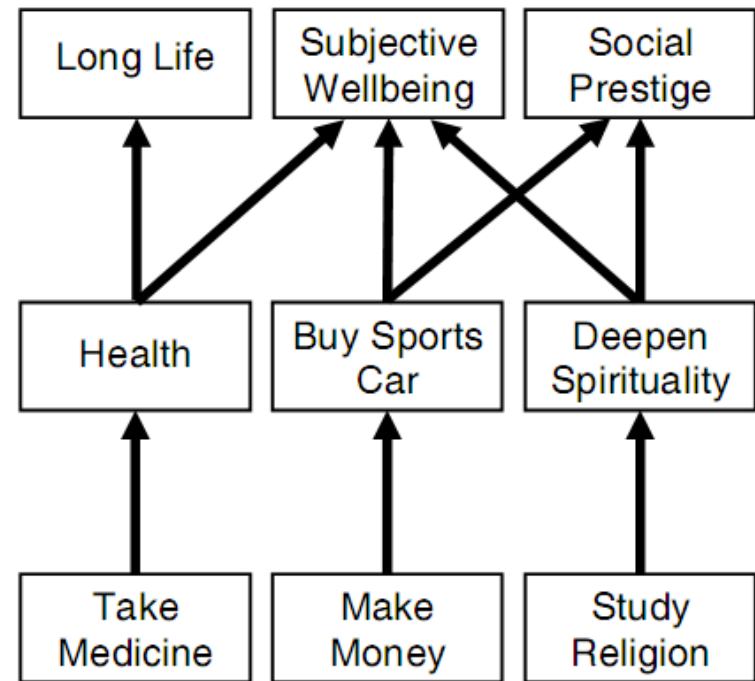 Long Life
Subjective
Wellbeing
Social
Prestige
Health
Buy Sports
Car
Deepen
Spirituality
Take
Medicine
Make
Money
Study
Religion